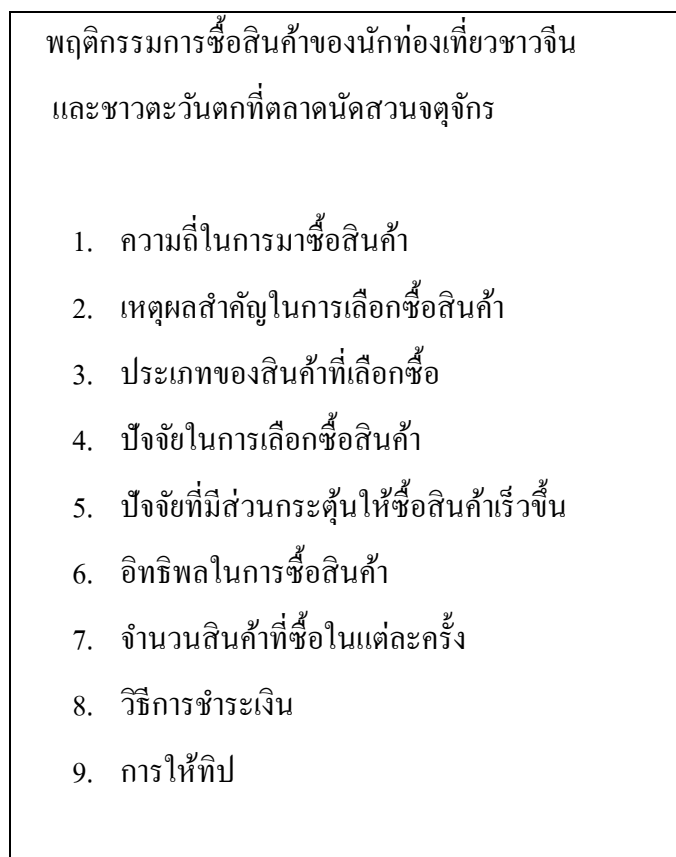 พฤติกรรมการซื้อสินค้าของนักท่องเที่ยวชาวจีน
และชาวตะวันตกที่ตลาดนัดสวนจตุจักร
1. ความถี่ในการมาซื้อสินค้า
2. เหตุผลสำคัญในการเลือกซื้อสินค้า
3. ประเภทของสินค้าที่เลือกซื้อ
4. ปัจจัยในการเลือกซื้อสินค้า
5. ปัจจัยที่มีส่วนกระตุ้นให้ซื้อสินค้าเร็วขึ้น
6. อิทธิพลในการซื้อสินค้า
7. จำนวนสินค้าที่ซื้อในแต่ละครั้ง
8. วิธีการชำระเงิน
9. การให้ทิป